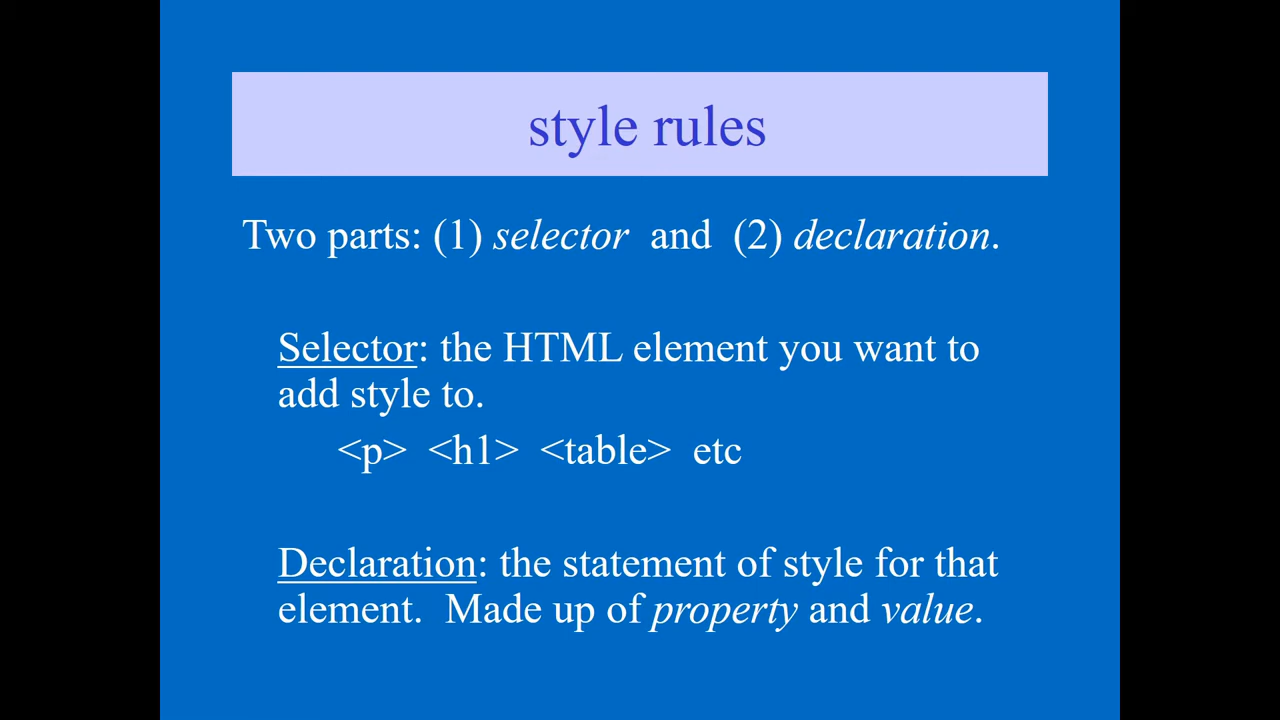 style rules
Two parts: (1) selector and (2) declaration.
Selector: the HTML element you want to
add style to.
<p> <h1> <table> etc
Declaration: the statement of style for that
element. Made up of property and value.